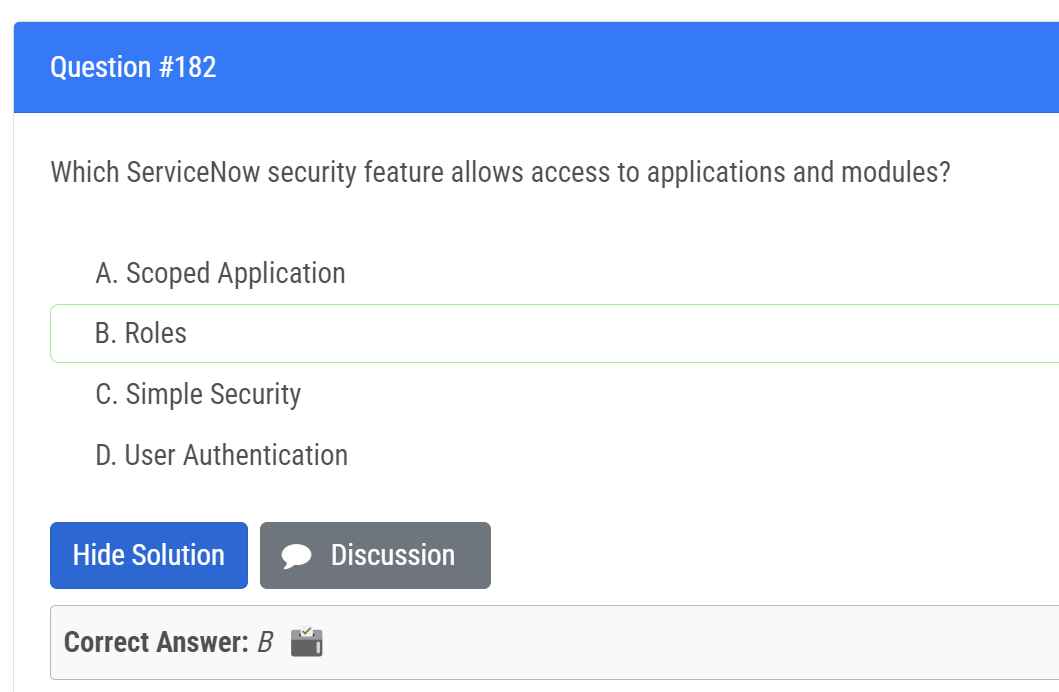 Question #182
Which ServiceNow security feature allows access to applications and modules?
A. Scoped Application
B. Roles
C. Simple Security
D. User Authentication
Hide Solution
Discussion
Correct Answer: B